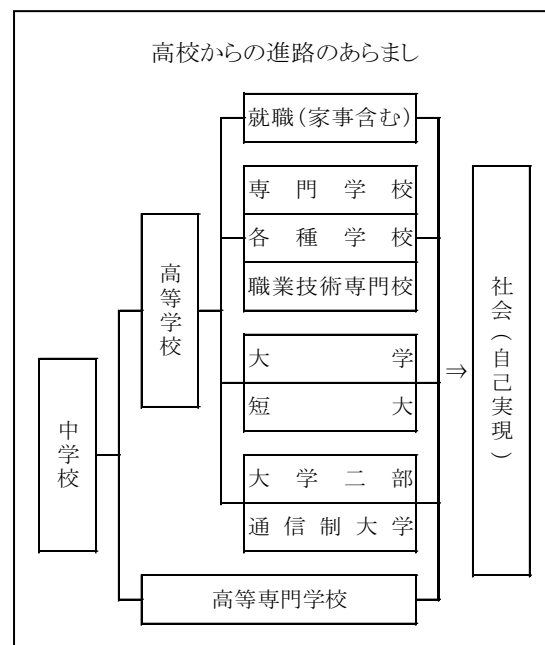 高校からの進路のあらまし
就職(家事含む)
専門学校
各種学校
職業技術専門校
高等学校
大学
短大
中学校
大学二部
通信制大学
高等専門学校
⇒
社会(自己実現)